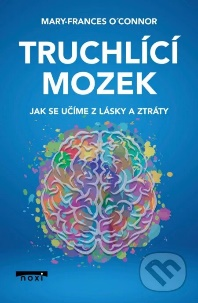 MARY-FRANCES O´CONNOR
TRUCHLÍCÍ
MOZEK
JAK SE UČÍME Z LÁSKY A ZTRÁTY
noxi
M